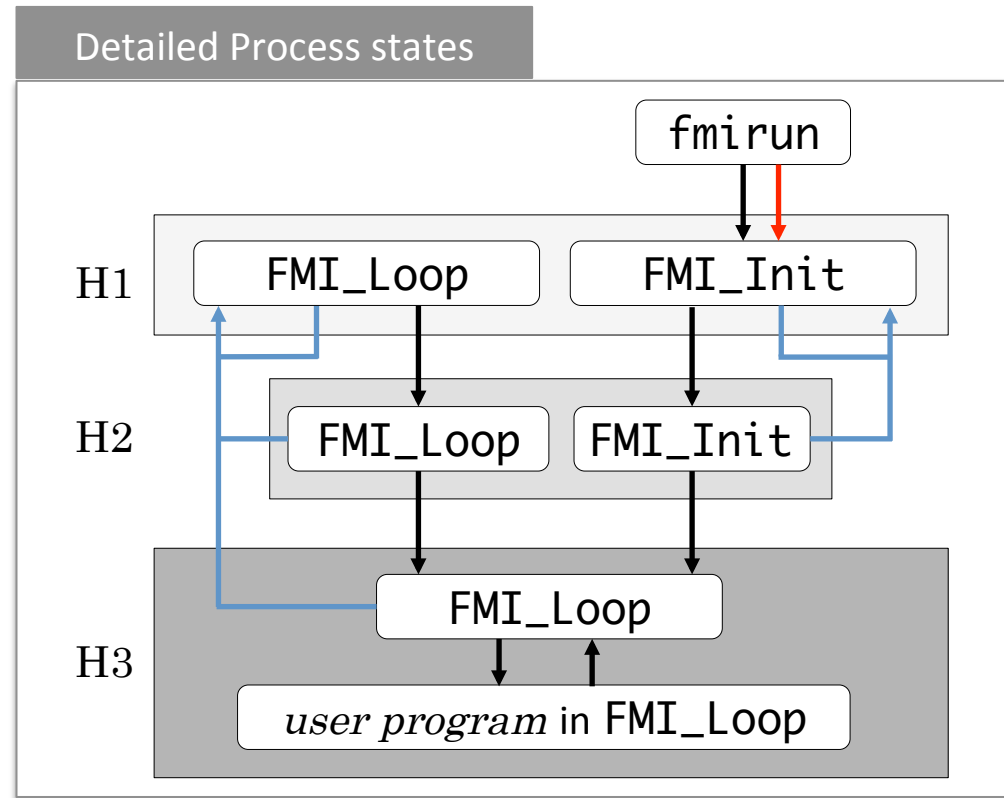 Detailed Process states
fmirun
H1
FMI_Loop
FMI_Init
H2
FMI_Loop
FMI_Init
H3
FMI_Loop
user program in FMI_Loop